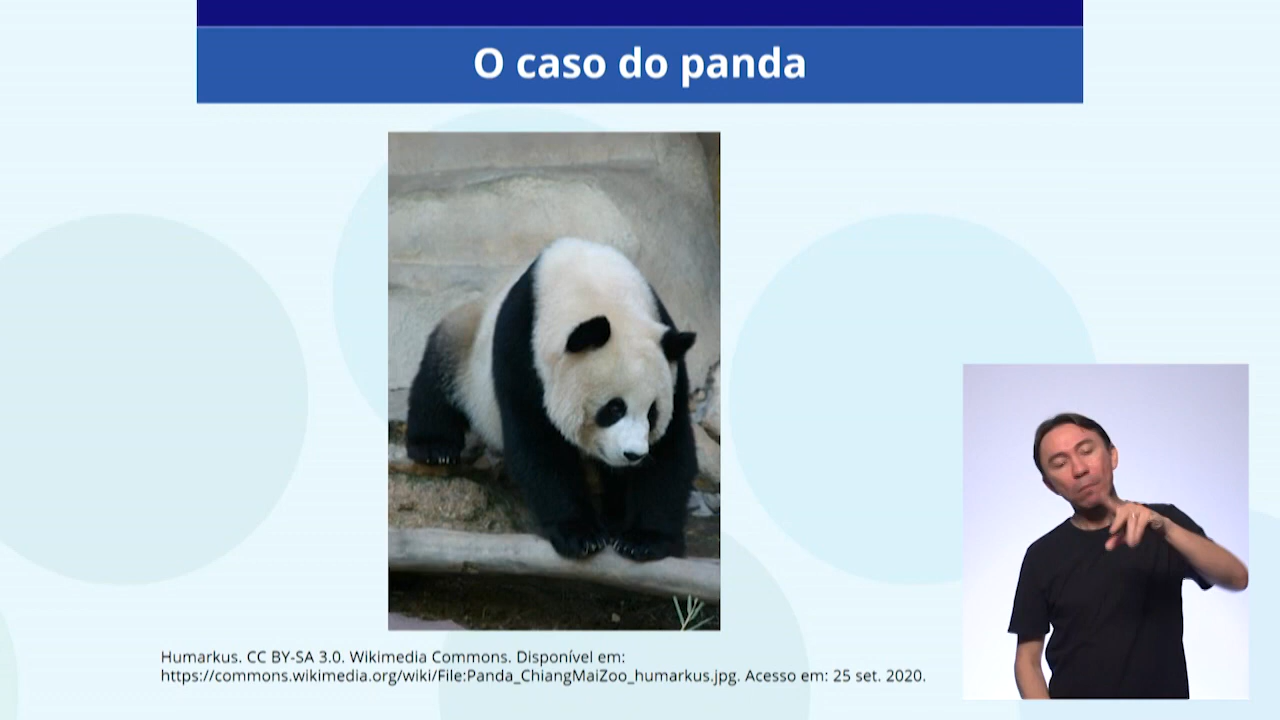 O caso do panda
Humarkus. CC BY-SA 3.0. Wikimedia Commons. Disponível em:
https://commons.wikimedia.org/wiki/File:Panda_ChiangMaiZoo_humarkus.jpg. Acesso em: 25 set. 2020.